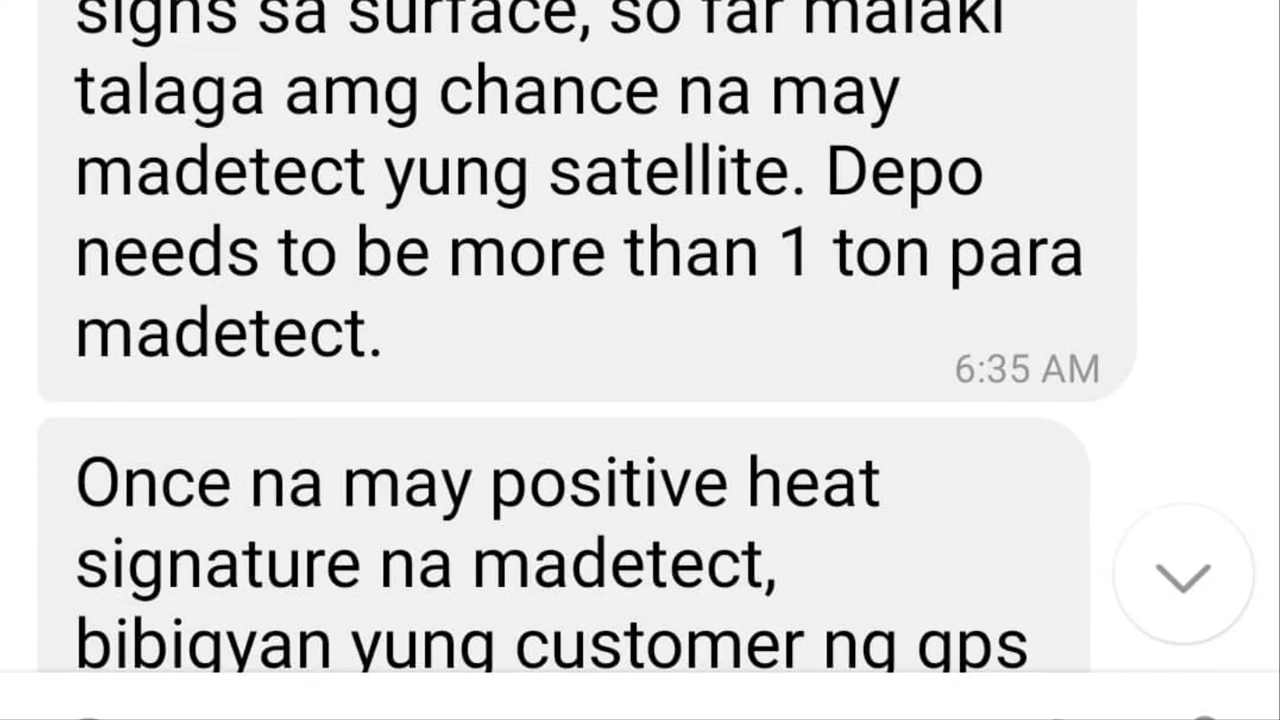 signs sa surface, so far malaki
talaga amg chance na may
madetect yung satellite. Depo
needs to be more than 1 ton para
madetect.
6:35 AM
Once na may positive heat
signature na madetect,
bibigyan yung customer ng gps